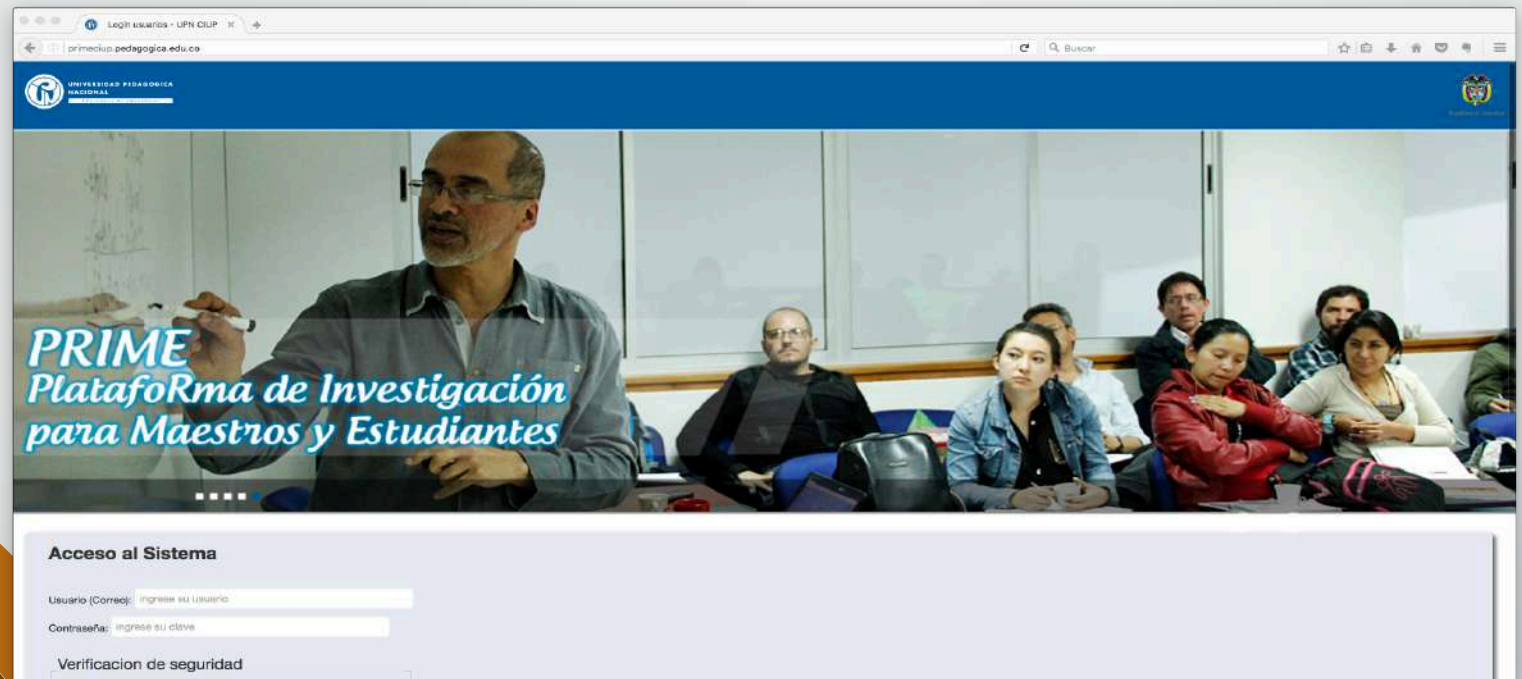 Login usuarios - UPN CIUP
primeciup.pedagogica.edu.co
Buscar
UNIVERSIDAD PEDAGOGICA
NACIONAL
PRIME
PlatafoRma de Investigación
para Maestros y Estudiantes
Acceso al Sistema
Usuario (Correo): ingrese su usuario
Contraseña: ingrese su clave
Verificacion de seguridad